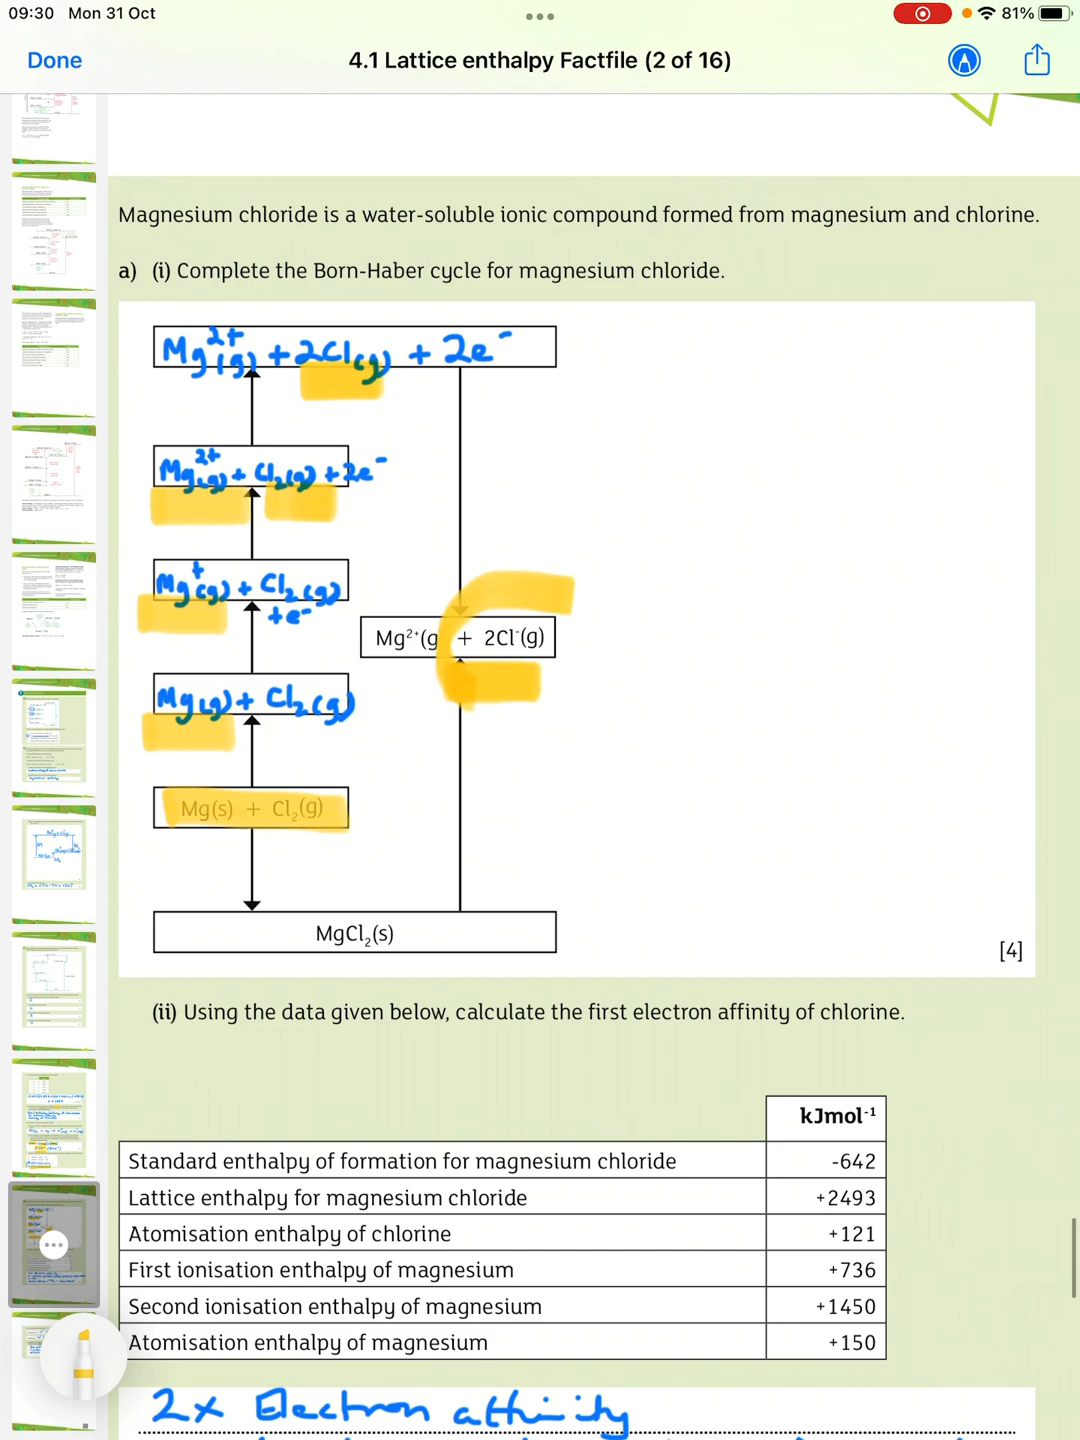 09:30 Mon 31 Oct
81%
Done
4.1 Lattice enthalpy Factfile (2 of 16)
Magnesium chloride is a water-soluble ionic compound formed from magnesium and chlorine.
a) (i) Complete the Born-Haber cycle for magnesium chloride.
Mg²⁺(g) + 2Cl(g) + 2e⁻
Mg²⁺(g) + Cl₂(g) + 2e⁻
Mg⁺(g) + Cl₂(g)
+e⁻
Mg²⁺(g) + 2Cl⁻(g)
Mg(g) + Cl₂(g)
Mg(s) + Cl₂(g)
MgCl₂(s)
[4]
(ii) Using the data given below, calculate the first electron affinity of chlorine.
kJmol⁻¹
Standard enthalpy of formation for magnesium chloride -642
Lattice enthalpy for magnesium chloride +2493
Atomisation enthalpy of chlorine +121
First ionisation enthalpy of magnesium +736
Second ionisation enthalpy of magnesium +1450
Atomisation enthalpy of magnesium +150
2x Electron affinity